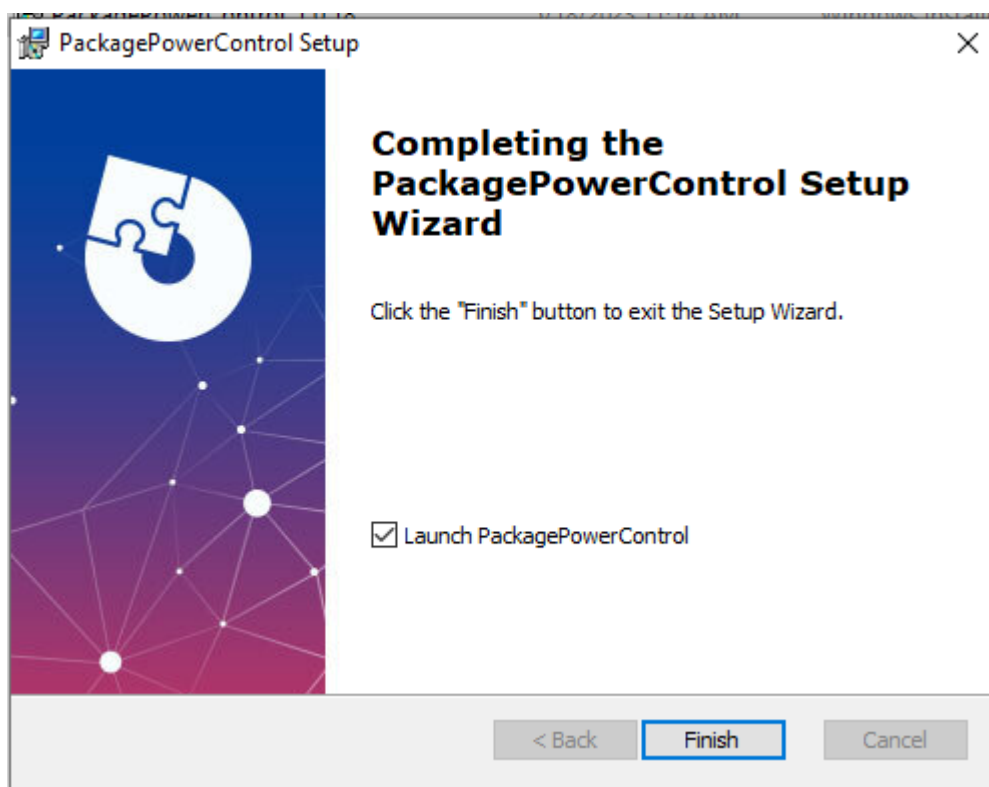 PackagePowerControl Setup
Completing the
PackagePowerControl Setup
Wizard
Click the "Finish" button to exit the Setup Wizard.
Launch PackagePowerControl
< Back Finish Cancel